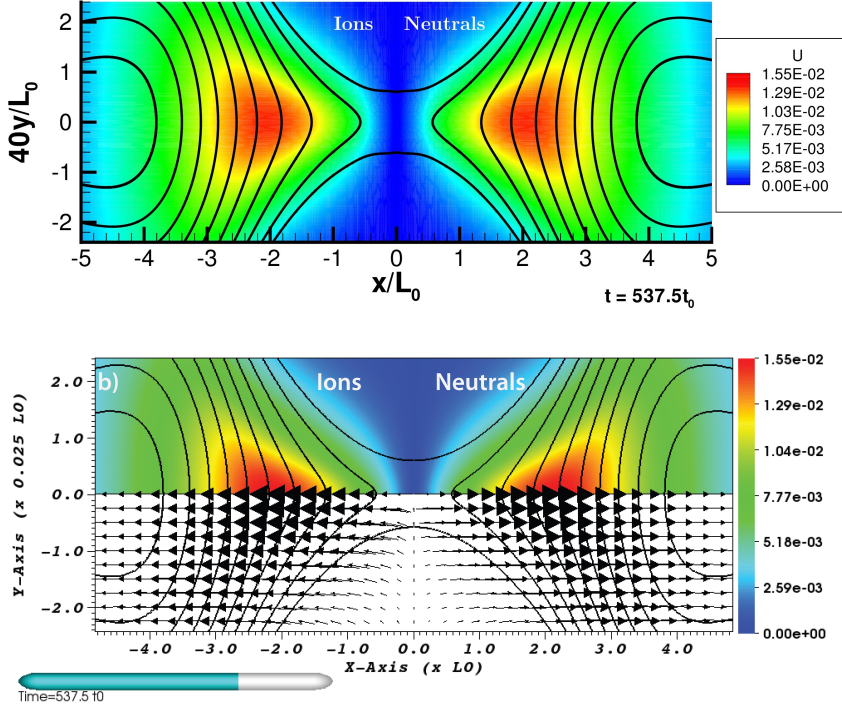 Ions Neutrals
2
1
0
-1
-2
40y/L0
-5 -4 -3 -2 -1 0 1 2 3 4 5
x/L0
t = 537.5t0
U
1.55E-02
1.29E-02
1.03E-02
7.75E-03
5.17E-03
2.58E-03
0.00E+00
b) Ions Neutrals
2.0
1.0
0.0
-1.0
-2.0
Y-Axis (x 0.025 L0)
-4.0 -3.0 -2.0 -1.0 0.0 1.0 2.0 3.0 4.0
X-Axis (x L0)
1.55e-02
1.29e-02
1.04e-02
7.77e-03
5.18e-03
2.59e-03
0.00e+00
Time=537.5 t0